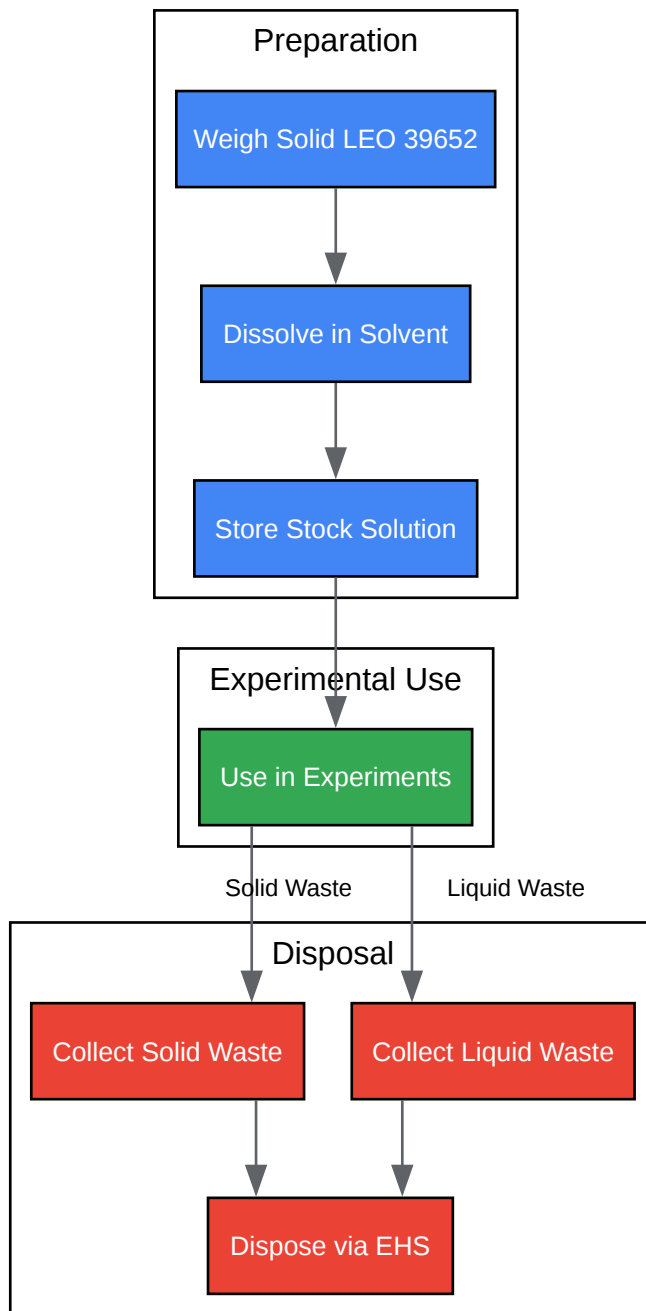 Preparation
Weigh Solid LEO 39652
Dissolve in Solvent
Store Stock Solution
Experimental Use
Use in Experiments
Solid Waste
Liquid Waste
Disposal
Collect Solid Waste
Collect Liquid Waste
Dispose via EHS